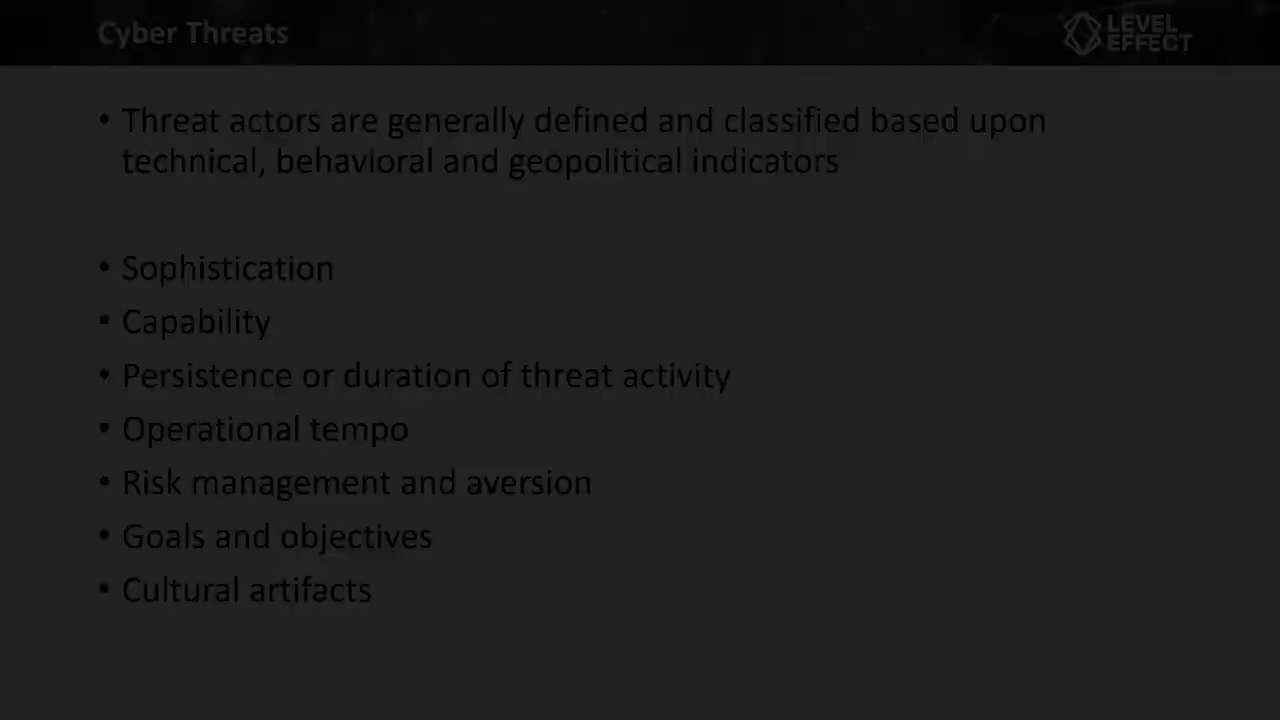 Cyber Threats
LEVEL
EFFECT
• Threat actors are generally defined and classified based upon
technical, behavioral and geopolitical indicators
• Sophistication
• Capability
• Persistence or duration of threat activity
• Operational tempo
• Risk management and aversion
• Goals and objectives
• Cultural artifacts